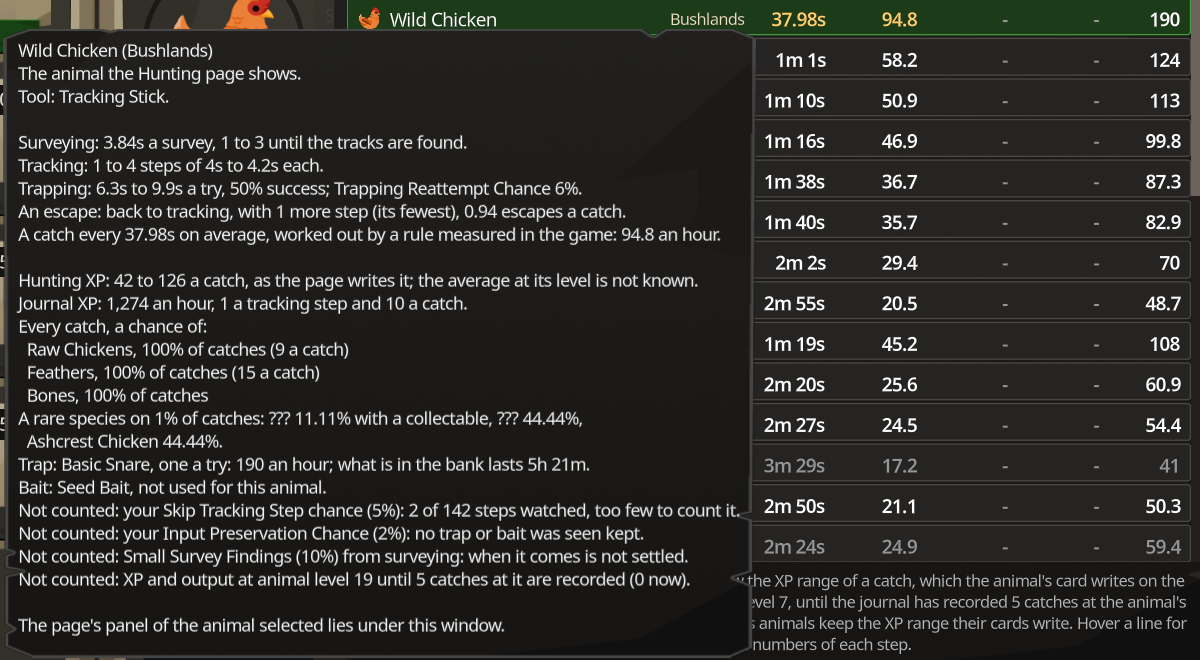 Wild Chicken Bushlands 37.98s 94.8 - - 190
Wild Chicken (Bushlands)
The animal the Hunting page shows.
Tool: Tracking Stick.
Surveying: 3.84s a survey, 1 to 3 until the tracks are found.
Tracking: 1 to 4 steps of 4s to 4.2s each.
Trapping: 6.3s to 9.9s a try, 50% success; Trapping Reattempt Chance 6%.
An escape: back to tracking, with 1 more step (its fewest), 0.94 escapes a catch.
A catch every 37.98s on average, worked out by a rule measured in the game: 94.8 an hour.
Hunting XP: 42 to 126 a catch, as the page writes it; the average at its level is not known.
Journal XP: 1,274 an hour, 1 a tracking step and 10 a catch.
Every catch, a chance of:
Raw Chickens, 100% of catches (9 a catch)
Feathers, 100% of catches (15 a catch)
Bones, 100% of catches
A rare species on 1% of catches: ??? 11.11% with a collectable, ??? 44.44%,
Ashcrest Chicken 44.44%.
Trap: Basic Snare, one a try: 190 an hour; what is in the bank lasts 5h 21m.
Bait: Seed Bait, not used for this animal.
Not counted: your Skip Tracking Step chance (5%): 2 of 142 steps watched, too few to count it.
Not counted: your Input Preservation Chance (2%): no trap or bait was seen kept.
Not counted: Small Survey Findings (10%) from surveying: when it comes is not settled.
Not counted: XP and output at animal level 19 until 5 catches at it are recorded (0 now).
The page's panel of the animal selected lies under this window.
1m 1s 58.2 - - 124
1m 10s 50.9 - - 113
1m 16s 46.9 - - 99.8
1m 38s 36.7 - - 87.3
1m 40s 35.7 - - 82.9
2m 2s 29.4 - - 70
2m 55s 20.5 - - 48.7
1m 19s 45.2 - - 108
2m 20s 25.6 - - 60.9
2m 27s 24.5 - - 54.4
3m 29s 17.2 - - 41
2m 50s 21.1 - - 50.3
2m 24s 24.9 - - 59.4
the XP range of a catch, which the animal's card writes on the
level 7, until the journal has recorded 5 catches at the animal's
animals keep the XP range their cards write. Hover a line for
numbers of each step.